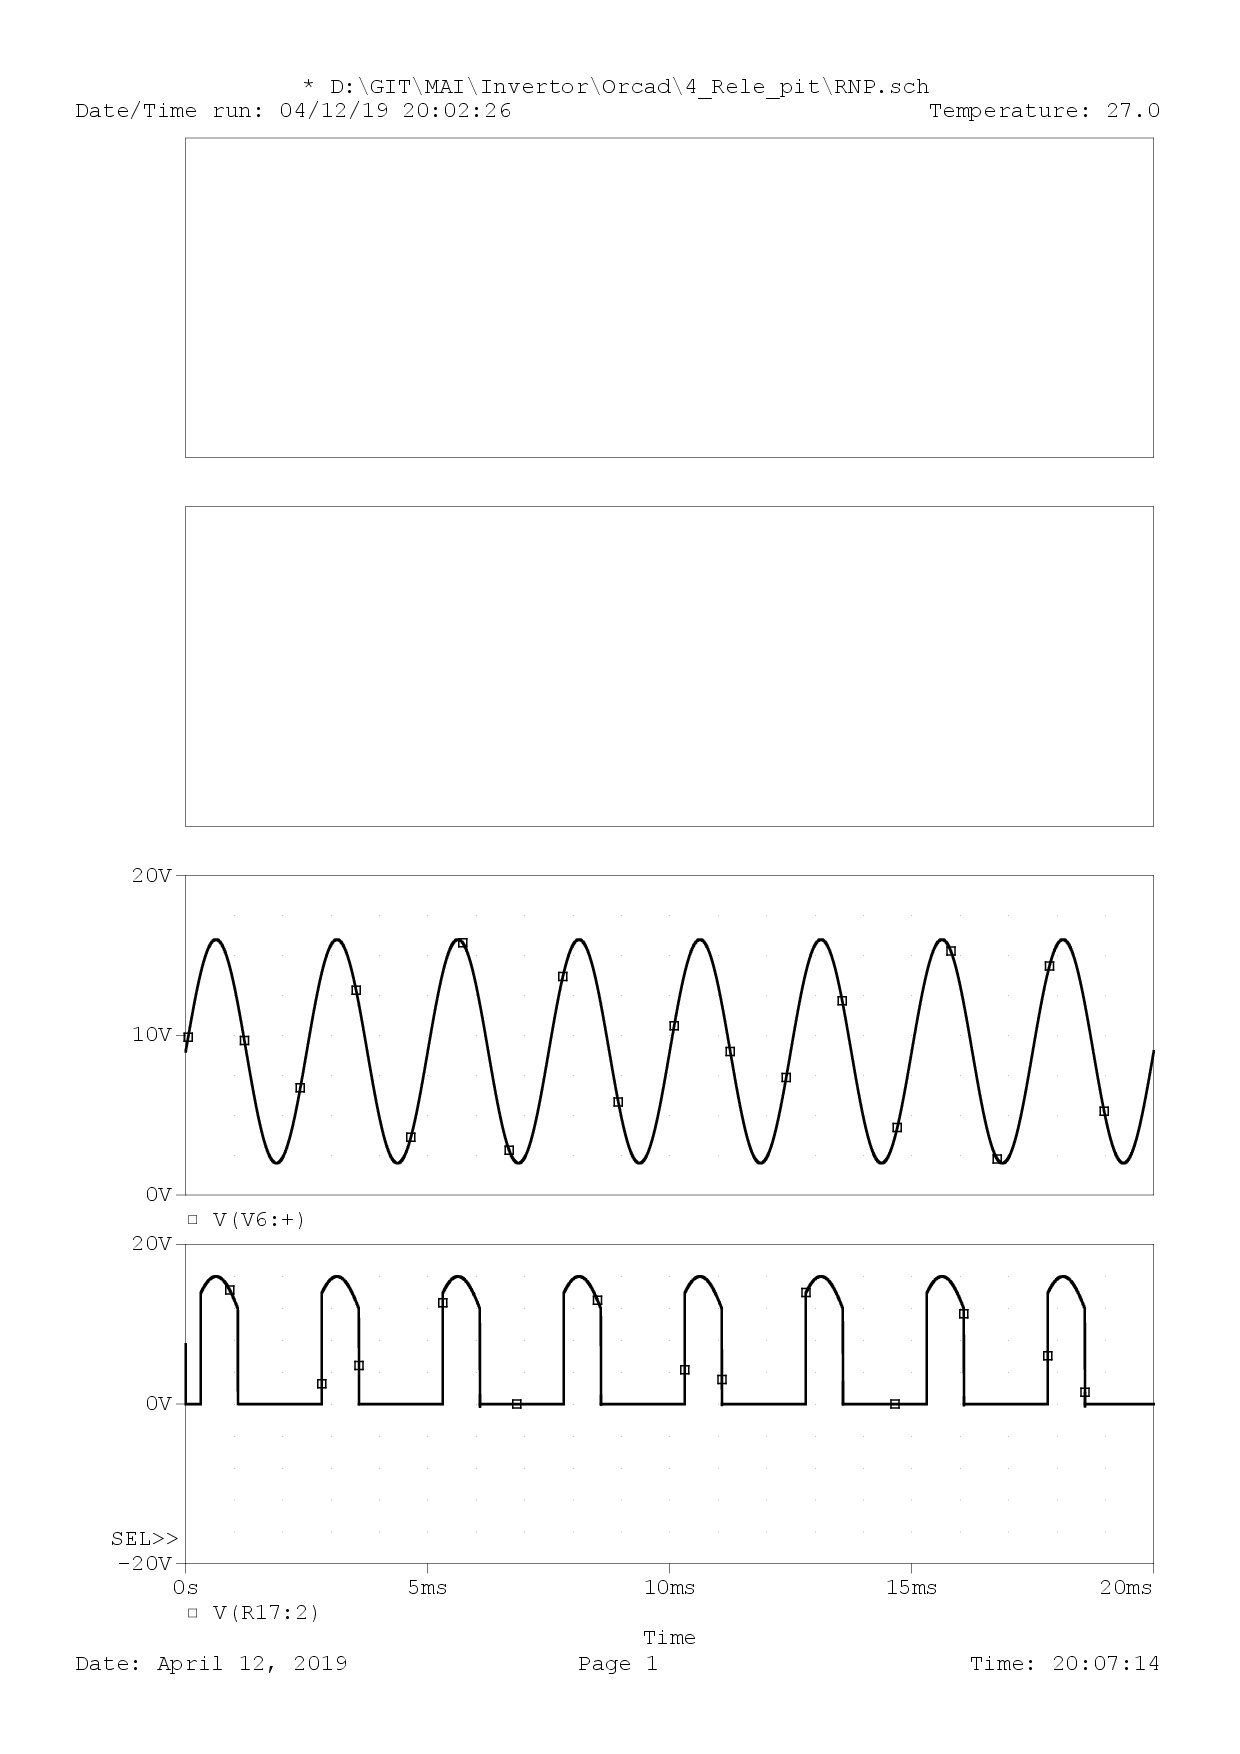 * D:\GIT\MAI\Invertor\Orcad\4_Rele_pit\RNP.sch
Date/Time run: 04/12/19 20:02:26 Temperature: 27.0
20V
10V
0V
V(V6:+)
20V
0V
SEL>>
-20V
0s 5ms 10ms 15ms 20ms
V(R17:2)
Time
Date: April 12, 2019 Page 1 Time: 20:07:14